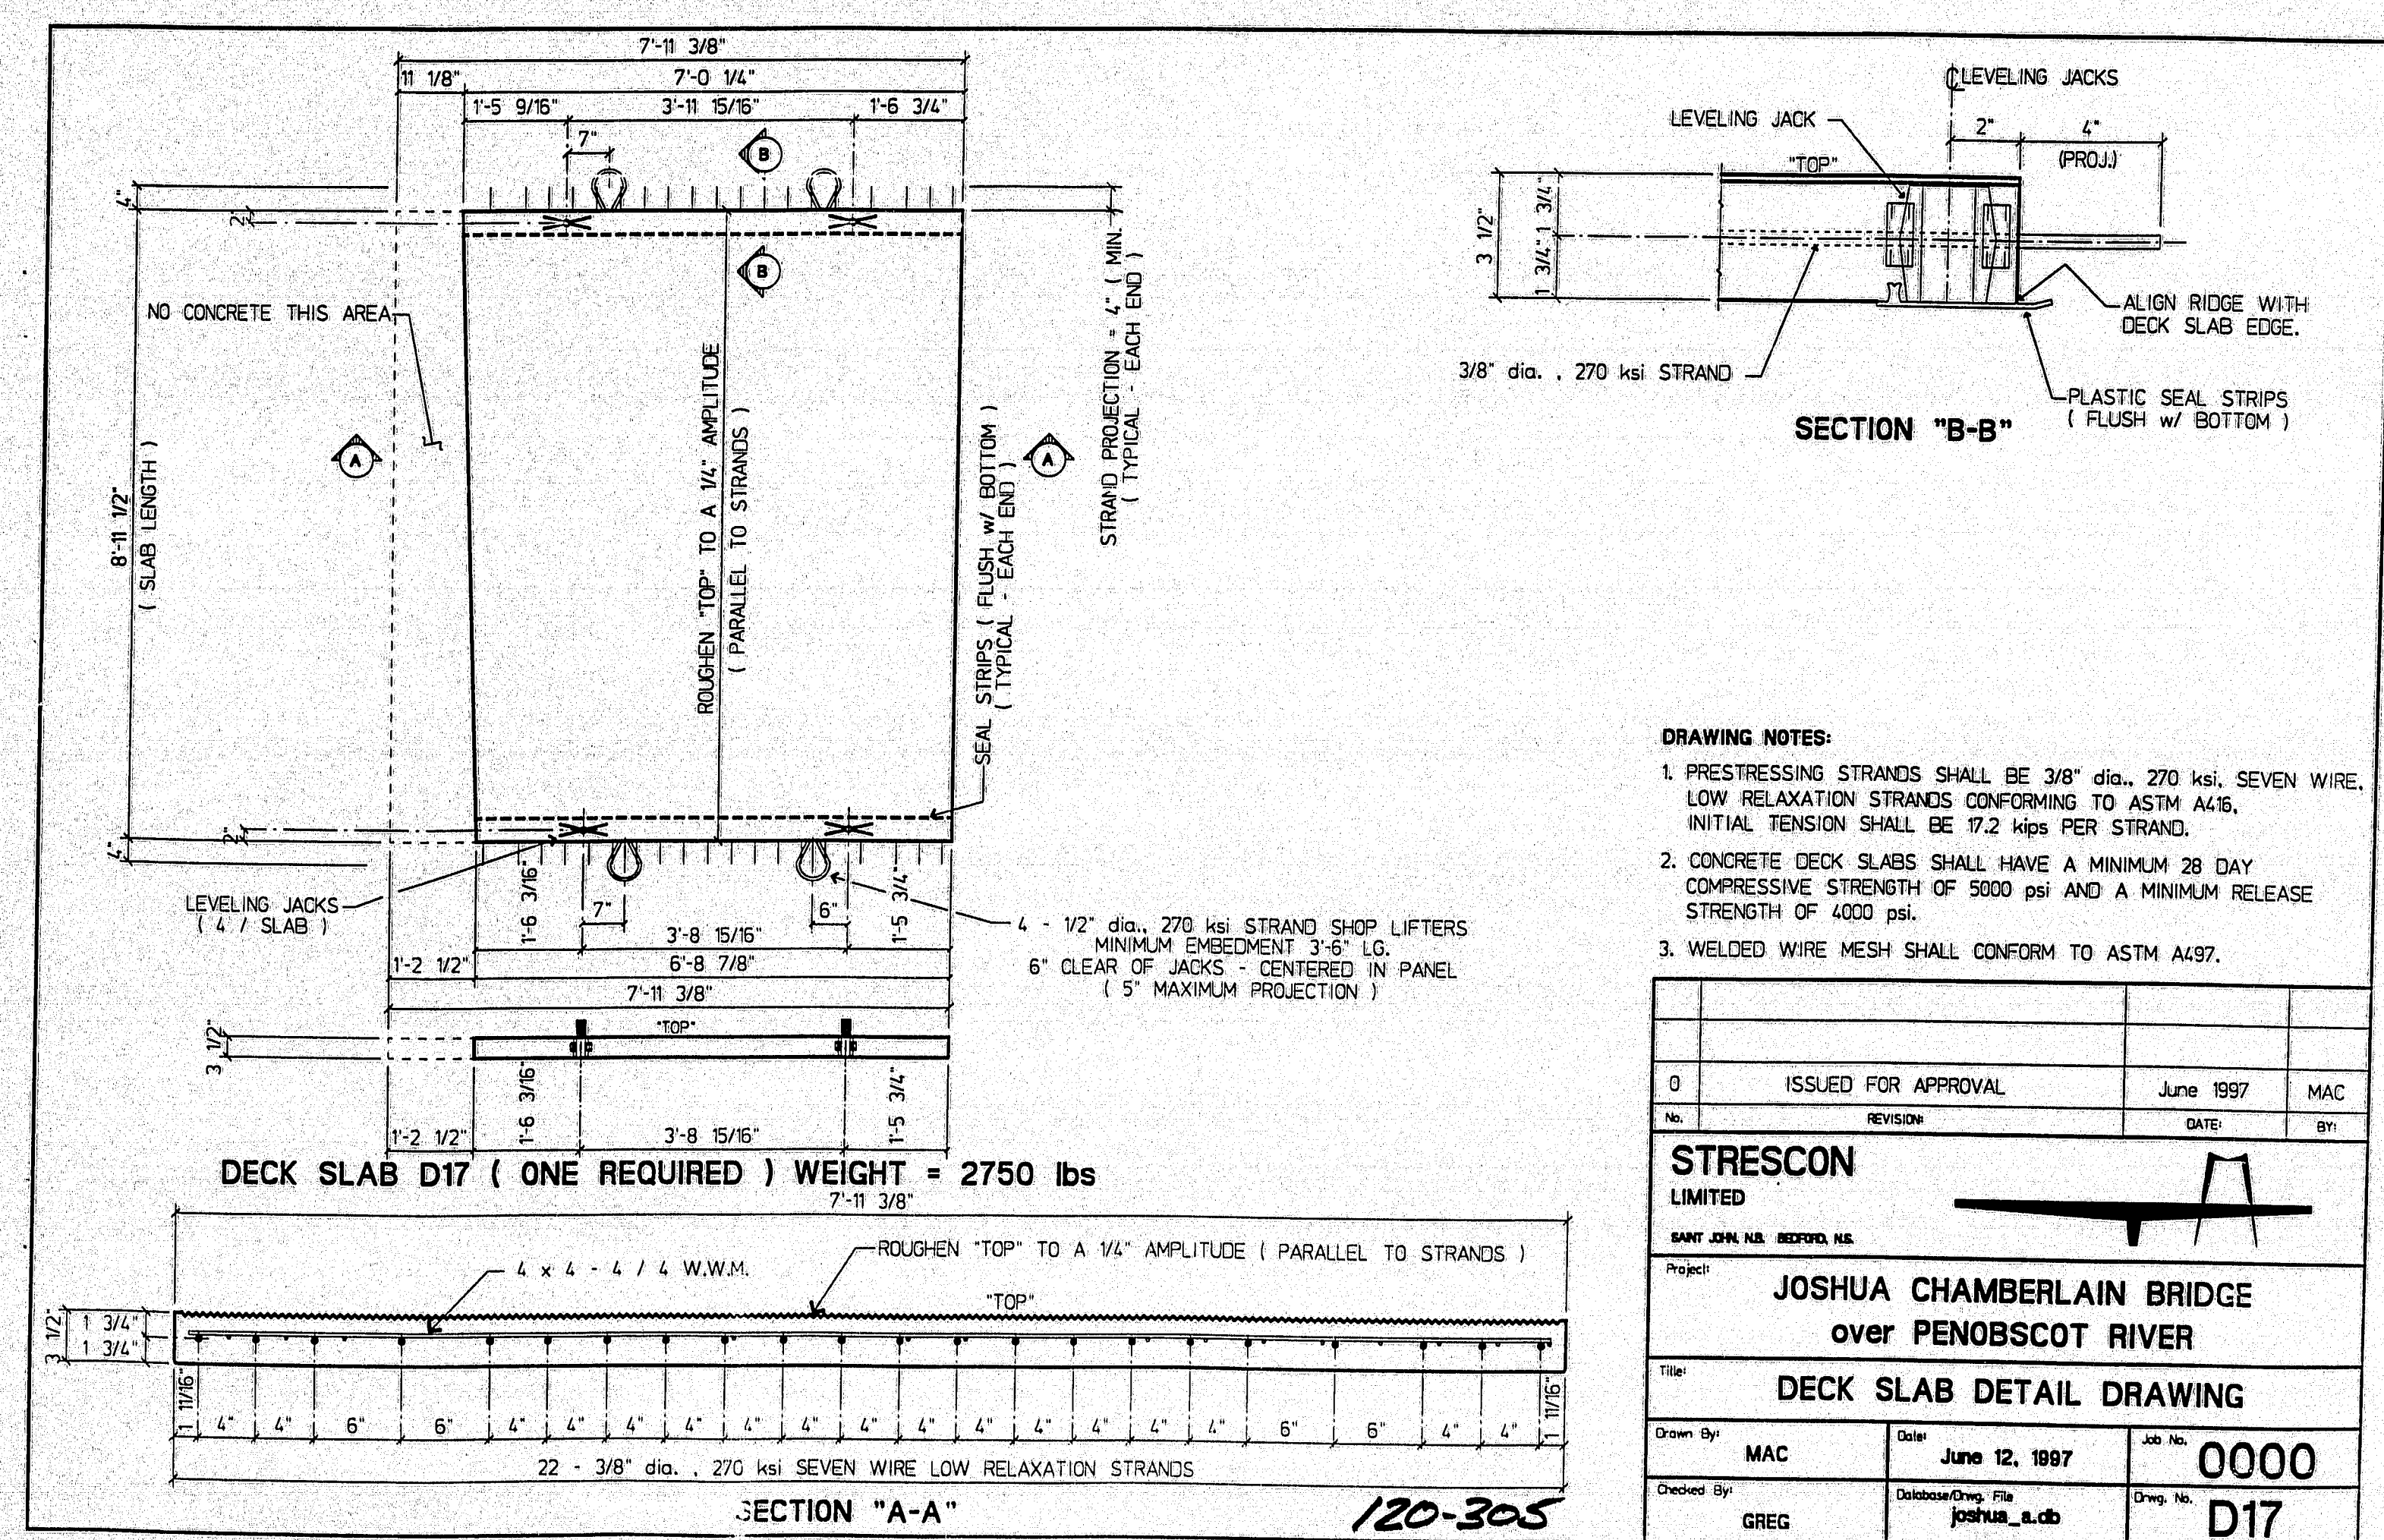 7'-11 3/8"
11 1/8"
7'-0 1/4"
1'-5 9/16"
3'-11 15/16"
1'-6 3/4"
7"
B
4"
2"
B
NO CONCRETE THIS AREA
A
8'-11 1/2"
( SLAB LENGTH )
ROUGHEN "TOP" TO A 1/4" AMPLITUDE
( PARALLEL TO STRANDS )
SEAL STRIPS ( FLUSH w/ BOTTOM )
( TYPICAL - EACH END )
A
STRAND PROJECTION = 4" ( MIN. )
( TYPICAL - EACH END )
2"
4"
LEVELING JACKS
( 4 / SLAB )
1'-6 3/16"
7"
3'-8 15/16"
6"
1'-5 3/4"
1'-2 1/2"
6'-8 7/8"
7'-11 3/8"
4 - 1/2" dia., 270 ksi STRAND SHOP LIFTERS
MINIMUM EMBEDMENT 3'-6" LG.
6" CLEAR OF JACKS - CENTERED IN PANEL
( 5" MAXIMUM PROJECTION )
3 1/2"
"TOP"
1'-6 3/16"
1'-5 3/4"
1'-2 1/2"
3'-8 15/16"
DECK SLAB D17 ( ONE REQUIRED ) WEIGHT = 2750 lbs
7'-11 3/8"
4 x 4 - 4 / 4 W.W.M.
ROUGHEN "TOP" TO A 1/4" AMPLITUDE ( PARALLEL TO STRANDS )
"TOP"
3 1/2"
1 3/4"
1 3/4"
1 11/16"
4" 4" 6" 6" 4" 4" 4" 4" 4" 4" 4" 4" 4" 4" 4" 4" 4" 6" 6" 4" 4"
1 11/16"
22 - 3/8" dia. , 270 ksi SEVEN WIRE LOW RELAXATION STRANDS
SECTION "A-A"
120-305
℄ LEVELING JACKS
LEVELING JACK
2"
4"
(PROJ.)
"TOP"
3 1/2"
1 3/4"
1 3/4"
ALIGN RIDGE WITH
DECK SLAB EDGE.
3/8" dia. , 270 ksi STRAND
PLASTIC SEAL STRIPS
( FLUSH w/ BOTTOM )
SECTION "B-B"
DRAWING NOTES:
1. PRESTRESSING STRANDS SHALL BE 3/8" dia., 270 ksi, SEVEN WIRE,
LOW RELAXATION STRANDS CONFORMING TO ASTM A416,
INITIAL TENSION SHALL BE 17.2 kips PER STRAND.
2. CONCRETE DECK SLABS SHALL HAVE A MINIMUM 28 DAY
COMPRESSIVE STRENGTH OF 5000 psi AND A MINIMUM RELEASE
STRENGTH OF 4000 psi.
3. WELDED WIRE MESH SHALL CONFORM TO ASTM A497.
0 ISSUED FOR APPROVAL June 1997 MAC
No. REVISION: DATE: BY:
STRESCON
LIMITED
SAINT JOHN, N.B. BEDFORD, N.S.
Project:
JOSHUA CHAMBERLAIN BRIDGE
over PENOBSCOT RIVER
Title:
DECK SLAB DETAIL DRAWING
Drawn By: MAC
Date: June 12, 1997
Job No. 0000
Checked By: GREG
Database/Drwg. File joshua_a.db
Drwg. No. D17